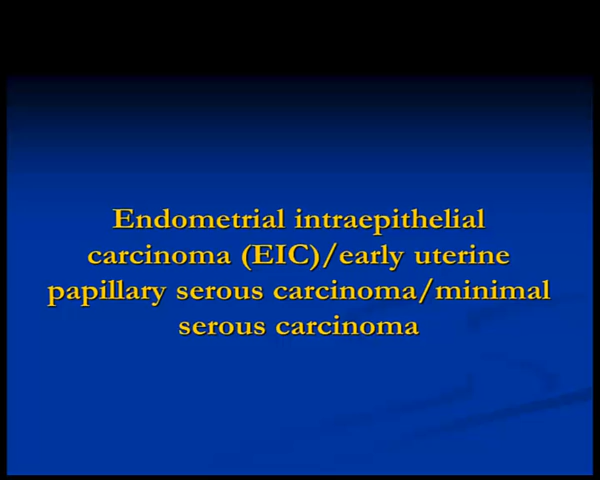 Endometrial intraepithelial
carcinoma (EIC)/early uterine
papillary serous carcinoma/minimal
serous carcinoma